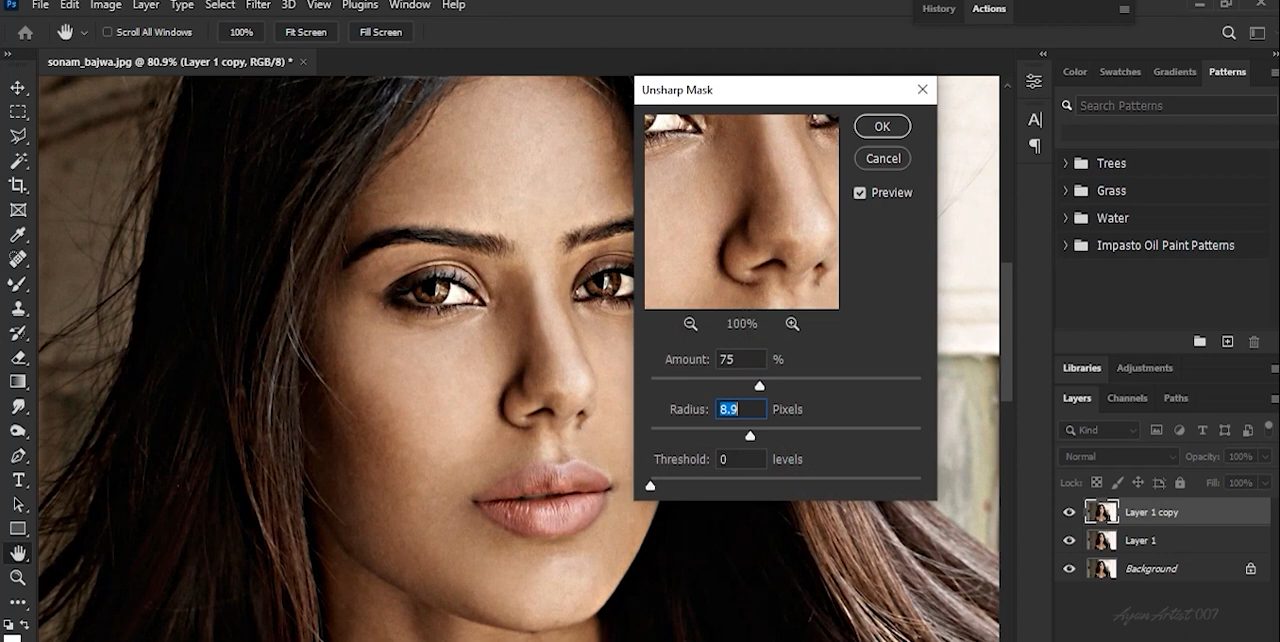 Ps File Edit Image Layer Type Select Filter 3D View Plugins Window Help
History Actions
Scroll All Windows 100% Fit Screen Fill Screen
sonam_bajwa.jpg @ 80.9% (Layer 1 copy, RGB/8) *
Unsharp Mask
OK
Cancel
Preview
100%
Amount: 75 %
Radius: 8.9 Pixels
Threshold: 0 levels
Color Swatches Gradients Patterns
Search Patterns
Trees
Grass
Water
Impasto Oil Paint Patterns
Libraries Adjustments
Layers Channels Paths
Kind
Normal Opacity: 100%
Lock: Fill: 100%
Layer 1 copy
Layer 1
Background
Ayan Artist 007